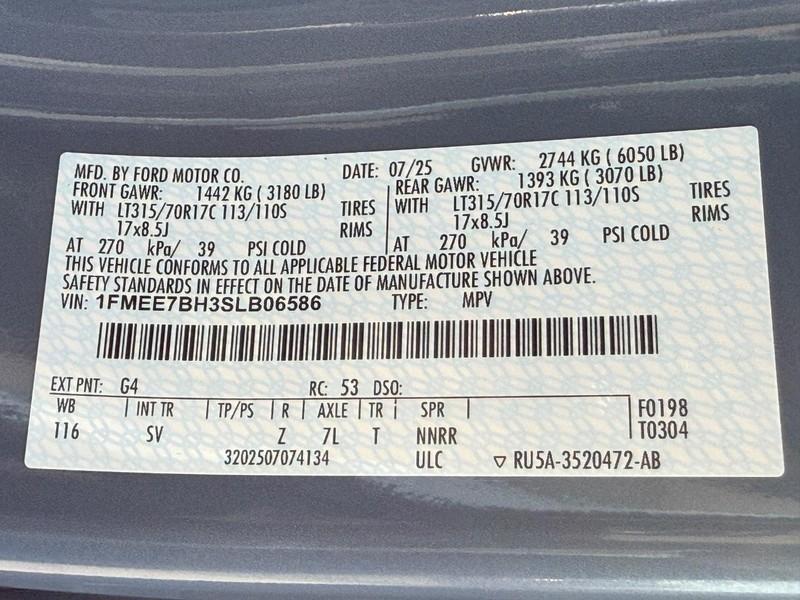 MFD. BY FORD MOTOR CO. DATE: 07/25 GVWR: 2744 KG ( 6050 LB)
FRONT GAWR: 1442 KG ( 3180 LB) REAR GAWR: 1393 KG ( 3070 LB)
WITH LT315/70R17C 113/110S TIRES WITH LT315/70R17C 113/110S TIRES
17x8.5J RIMS 17x8.5J RIMS
AT 270 kPa/ 39 PSI COLD AT 270 kPa/ 39 PSI COLD
THIS VEHICLE CONFORMS TO ALL APPLICABLE FEDERAL MOTOR VEHICLE
SAFETY STANDARDS IN EFFECT ON THE DATE OF MANUFACTURE SHOWN ABOVE.
VIN: 1FMEE7BH3SLB06586 TYPE: MPV
EXT PNT: G4 RC: 53 DSO:
WB INT TR TP/PS R AXLE TR SPR F0198
116 SV Z 7L T NNRR T0304
3202507074134 ULC ▽ RU5A-3520472-AB